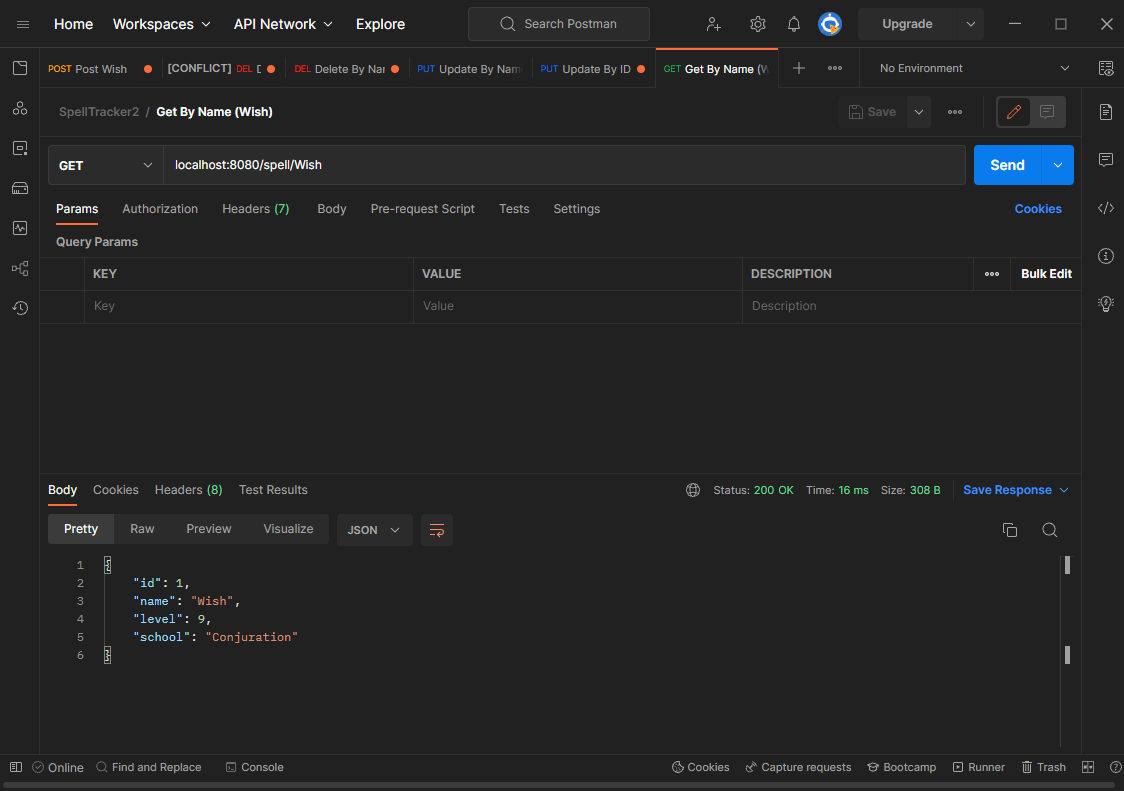 Home Workspaces API Network Explore Search Postman Upgrade
POST Post Wish [CONFLICT] DEL DEL Delete By Nar PUT Update By Nam PUT Update By ID GET Get By Name (W No Environment
SpellTracker2 / Get By Name (Wish) Save
GET localhost:8080/spell/Wish Send
Params Authorization Headers (7) Body Pre-request Script Tests Settings Cookies
Query Params
KEY VALUE DESCRIPTION Bulk Edit
Key Value Description
Body Cookies Headers (8) Test Results Status: 200 OK Time: 16 ms Size: 308 B Save Response
Pretty Raw Preview Visualize JSON
1 {
2 "id": 1,
3 "name": "Wish",
4 "level": 9,
5 "school": "Conjuration"
6 }
Online Find and Replace Console Cookies Capture requests Bootcamp Runner Trash